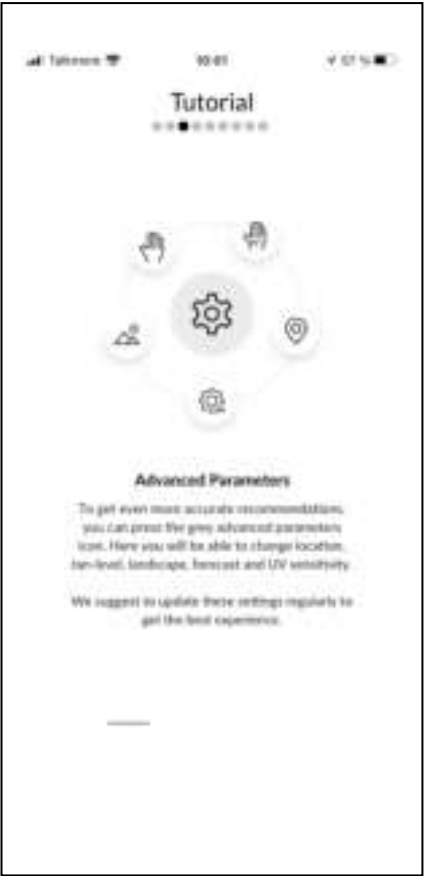 10:01
Tutorial
Advanced Parameters
To get even more accurate recommendations,
you can press the grey advanced parameters
icon. Here you will be able to change location,
tan-level, landscape, forecast and UV sensitivity.
We suggest to update these settings regularly to
get the best experience.